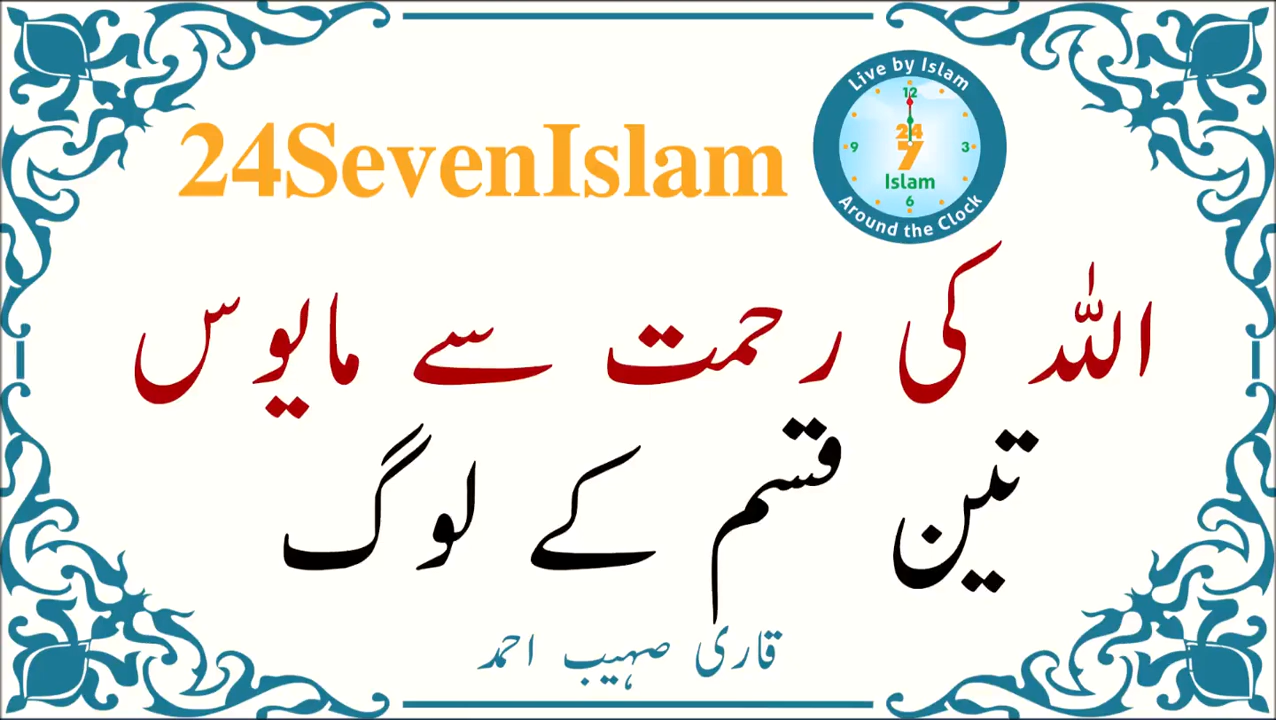 24SevenIslam
Live by Islam
12
24
7
9
3
Islam
6
Around the Clock
اللہ کی رحمت سے مایوس
تین قسم کے لوگ
قاری صہیب احمد